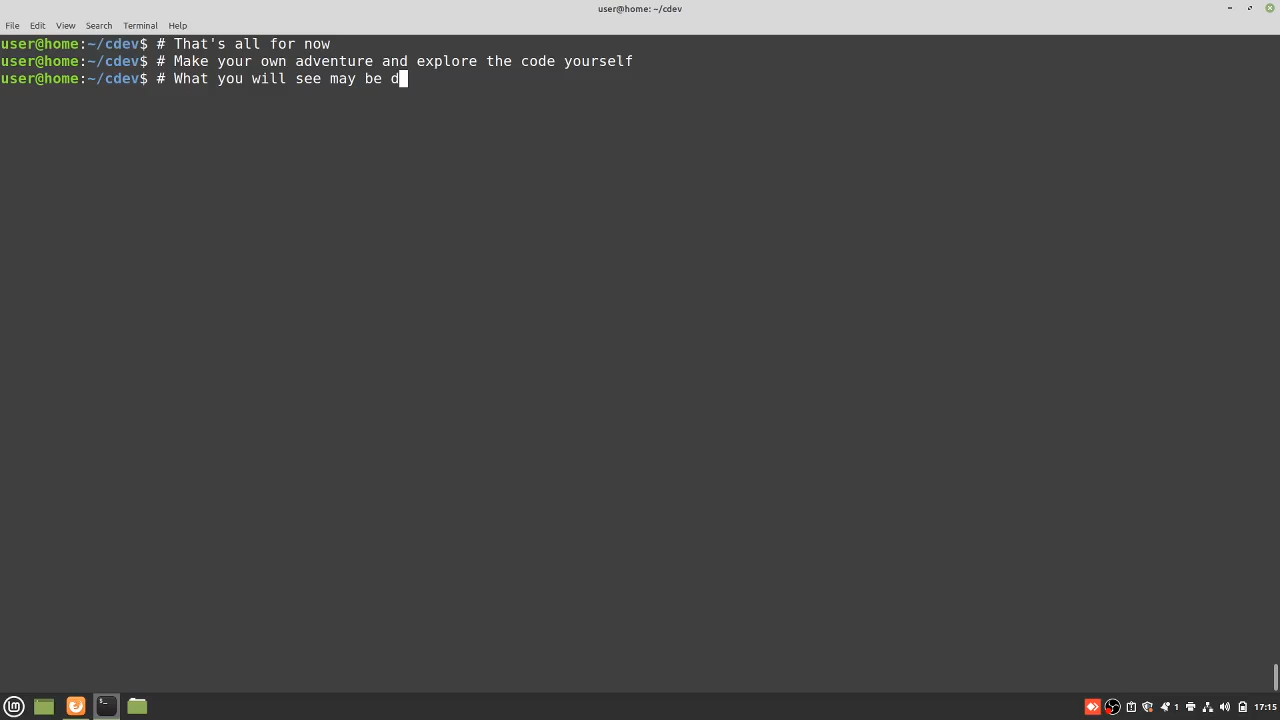 user@home: ~/cdev
File Edit View Search Terminal Help
user@home:~/cdev$ # That's all for now
user@home:~/cdev$ # Make your own adventure and explore the code yourself
user@home:~/cdev$ # What you will see may be d
1 17:15